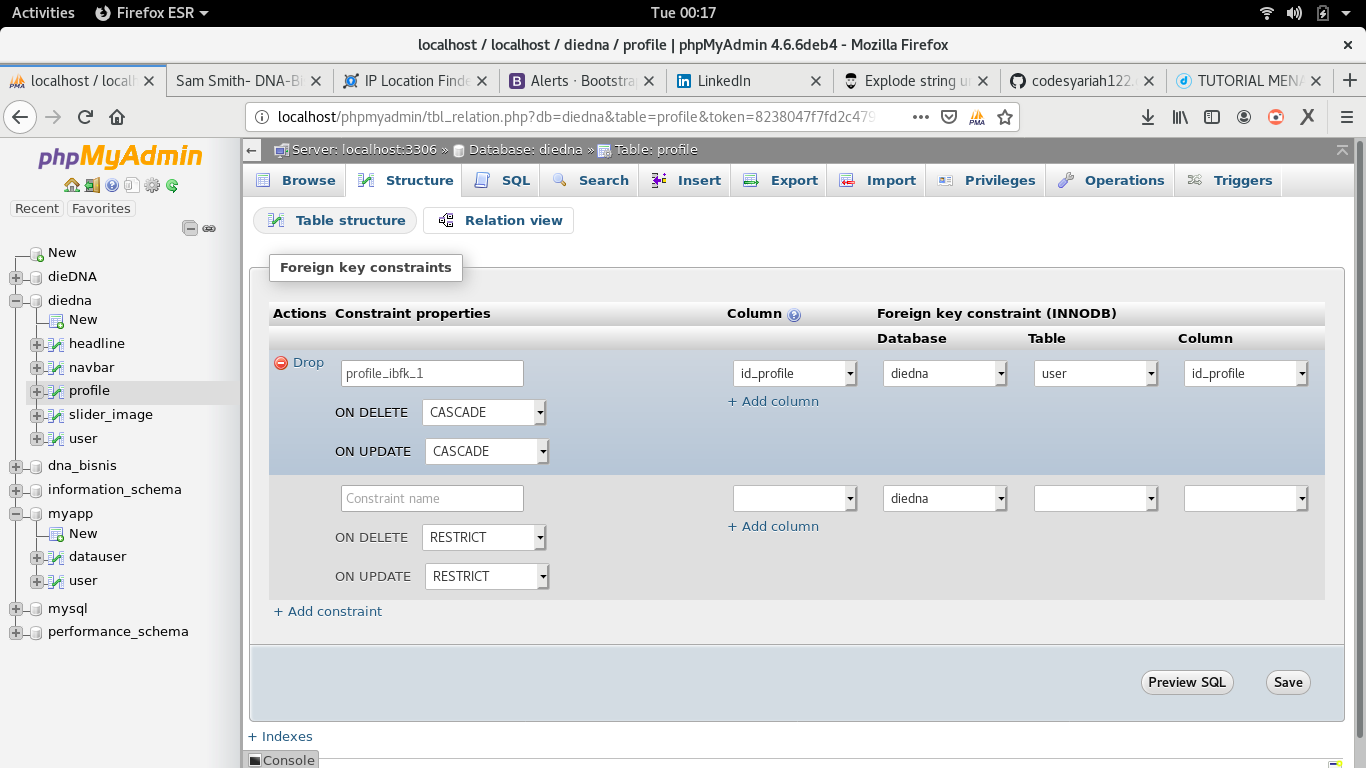 Activities Firefox ESR Tue 00:17
localhost / localhost / diedna / profile | phpMyAdmin 4.6.6deb4 - Mozilla Firefox
localhost / local Sam Smith- DNA-B IP Location Finde Alerts · Bootstra LinkedIn Explode string u codesyariah122 TUTORIAL MENA
localhost/phpmyadmin/tbl_relation.php?db=diedna&table=profile&token=8238047f7fd2c479
phpMyAdmin
Recent Favorites
New
dieDNA
diedna
New
headline
navbar
profile
slider_image
user
dna_bisnis
information_schema
myapp
New
datauser
user
mysql
performance_schema
Server: localhost:3306 » Database: diedna » Table: profile
Browse Structure SQL Search Insert Export Import Privileges Operations Triggers
Table structure Relation view
Foreign key constraints
Actions Constraint properties Column Foreign key constraint (INNODB)
Database Table Column
Drop profile_ibfk_1 id_profile diedna user id_profile
+ Add column
ON DELETE CASCADE
ON UPDATE CASCADE
Constraint name diedna
+ Add column
ON DELETE RESTRICT
ON UPDATE RESTRICT
+ Add constraint
Preview SQL Save
+ Indexes
Console